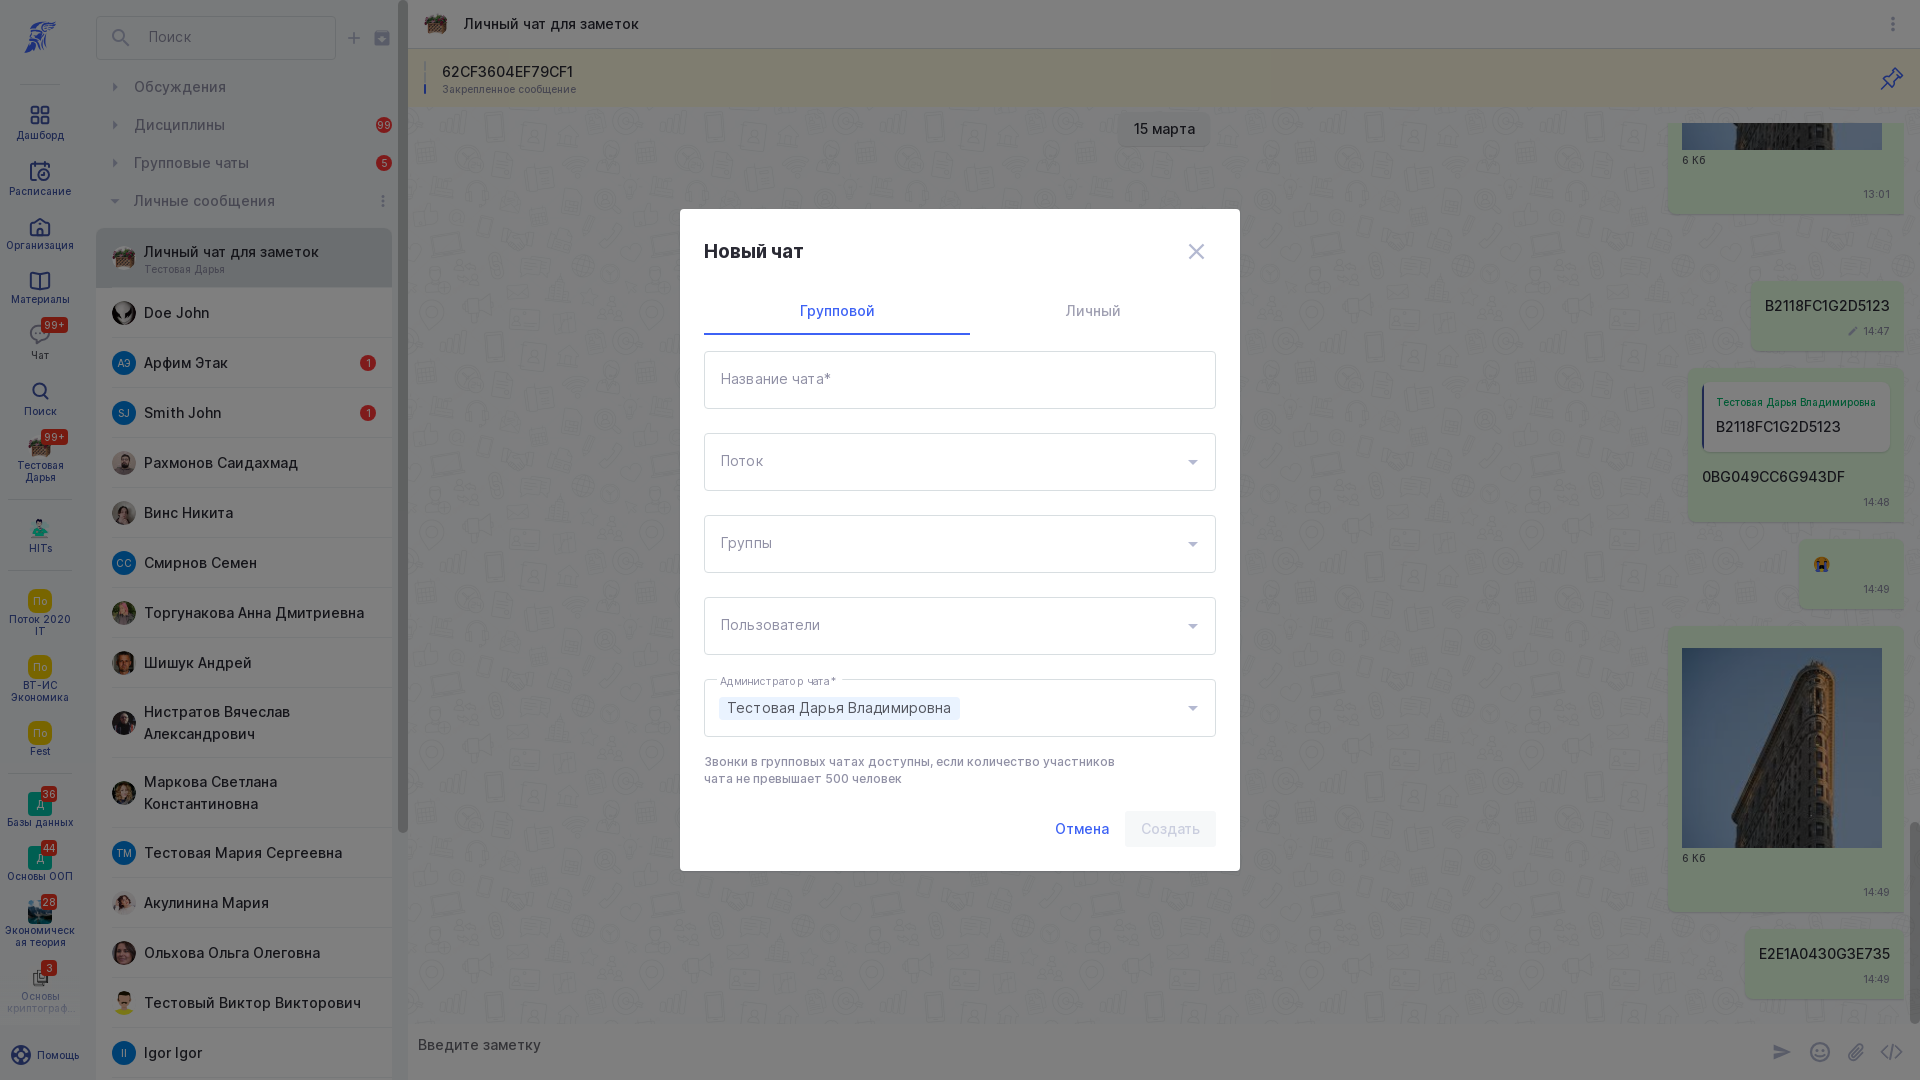 Поиск
Обсуждения
Дисциплины
99
Групповые чаты
5
Личные сообщения
Личный чат для заметок
Тестовая Дарья
Doe John
АЭ
Арфим Этак
1
SJ
Smith John
1
Рахмонов Саидахмад
Винс Никита
СС
Смирнов Семен
Торгунакова Анна Дмитриевна
Шишук Андрей
Нистратов Вячеслав
Александрович
Маркова Светлана
Константиновна
ТМ
Тестовая Мария Сергеевна
Акулинина Мария
Ольхова Ольга Олеговна
Тестовый Виктор Викторович
II
Igor Igor
Дашборд
Расписание
Организация
Материалы
99+
Чат
Поиск
99+
Тестовая
Дарья
HITs
По
Поток 2020
IT
По
ВТ-ИС
Экономика
По
Fest
36
Д
Базы данных
44
Д
Основы ООП
28
Экономическ
ая теория
3
Основы
криптограф...
Помощь
Личный чат для заметок
62CF3604EF79CF1
Закрепленное сообщение
15 марта
6 Кб
13:01
B2118FC1G2D5123
14:47
Тестовая Дарья Владимировна
B2118FC1G2D5123
0BG049CC6G943DF
14:48
14:49
6 Кб
14:49
E2E1A0430G3E735
14:49
Введите заметку
Новый чат
Групповой
Личный
Название чата*
Поток
Группы
Пользователи
Администратор чата*
Тестовая Дарья Владимировна
Звонки в групповых чатах доступны, если количество участников
чата не превышает 500 человек
Отмена
Создать